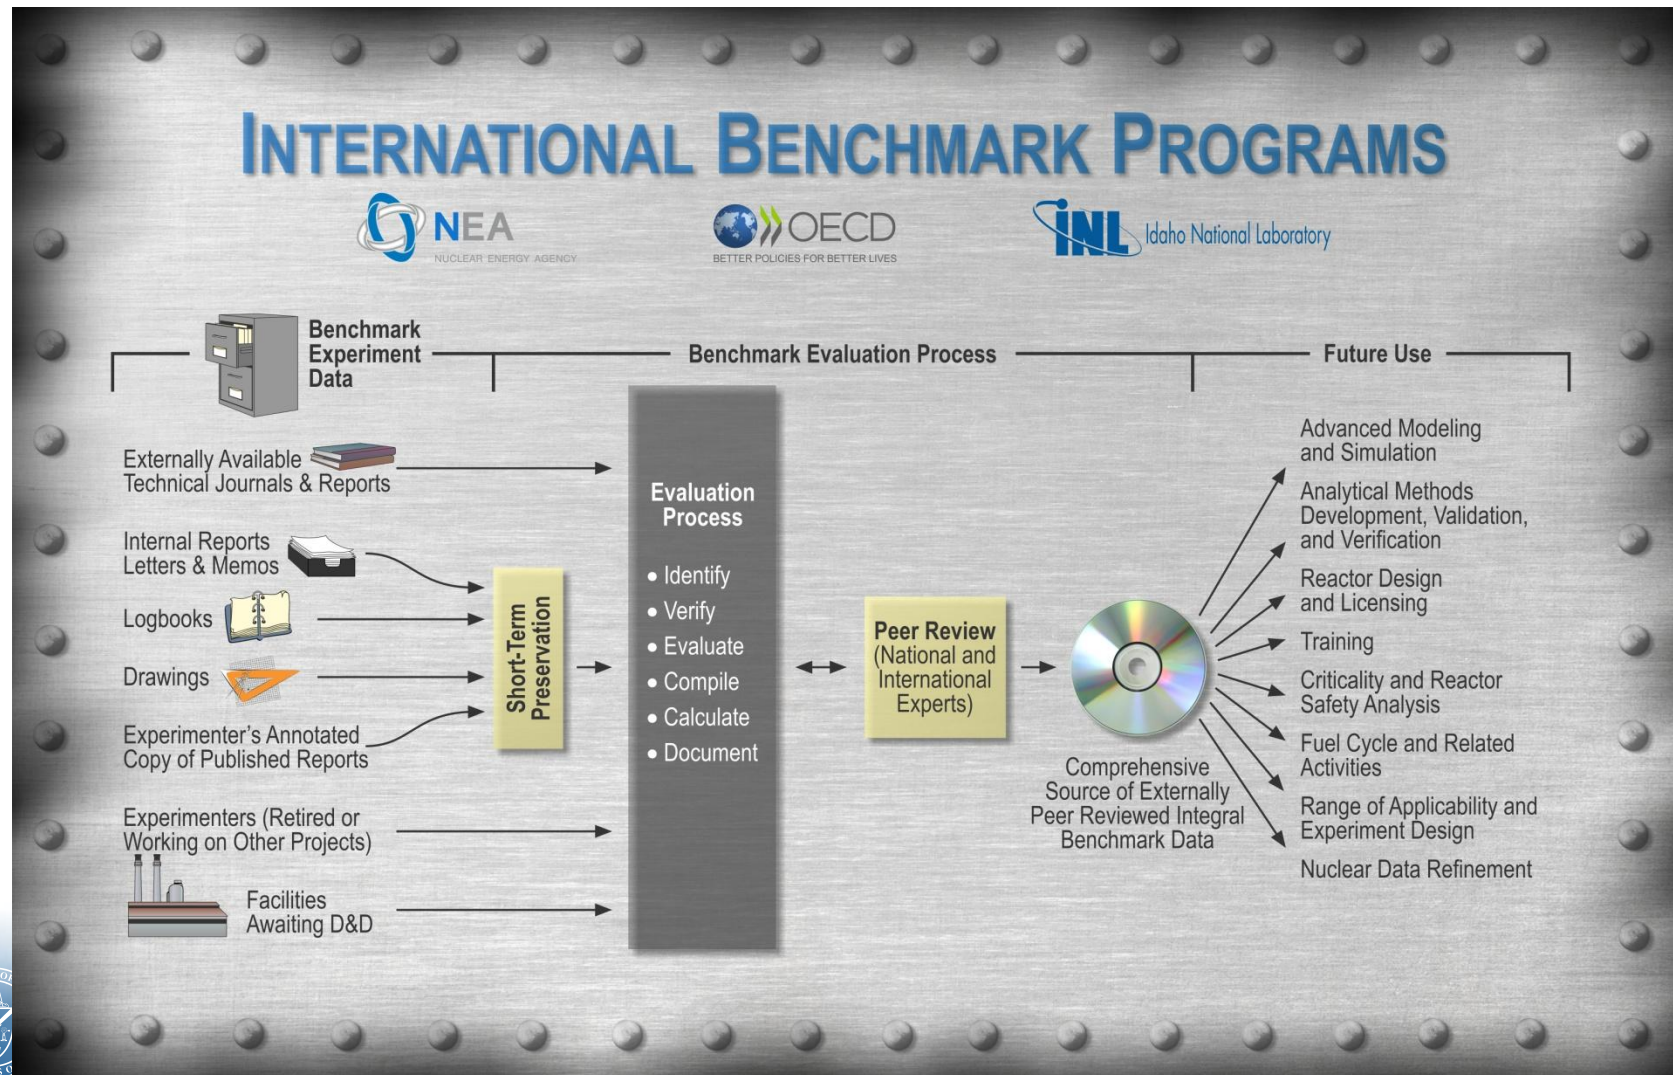 INTERNATIONAL BENCHMARK PROGRAMS
NEA
NUCLEAR ENERGY AGENCY
OECD
BETTER POLICIES FOR BETTER LIVES
INL Idaho National Laboratory
Benchmark
Experiment
Data
Benchmark Evaluation Process
Future Use
Externally Available
Technical Journals & Reports
Internal Reports
Letters & Memos
Logbooks
Drawings
Experimenter's Annotated
Copy of Published Reports
Experimenters (Retired or
Working on Other Projects)
Facilities
Awaiting D&D
Short-Term
Preservation
Evaluation
Process
• Identify
• Verify
• Evaluate
• Compile
• Calculate
• Document
Peer Review
(National and
International
Experts)
Comprehensive
Source of Externally
Peer Reviewed Integral
Benchmark Data
Advanced Modeling
and Simulation
Analytical Methods
Development, Validation,
and Verification
Reactor Design
and Licensing
Training
Criticality and Reactor
Safety Analysis
Fuel Cycle and Related
Activities
Range of Applicability and
Experiment Design
Nuclear Data Refinement